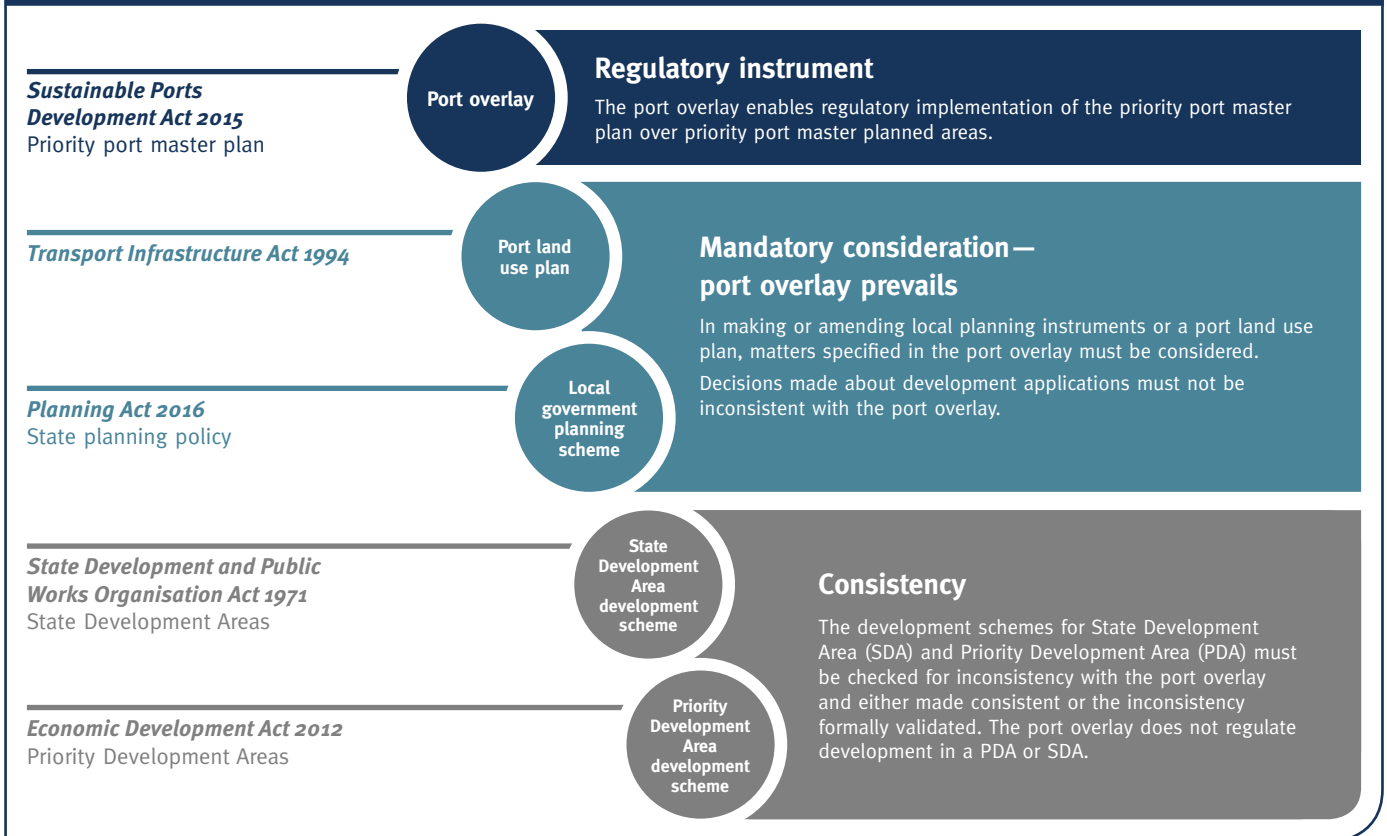 Sustainable Ports
Development Act 2015
Priority port master plan
Port overlay
Regulatory instrument
The port overlay enables regulatory implementation of the priority port master
plan over priority port master planned areas.
Transport Infrastructure Act 1994
Port land
use plan
Planning Act 2016
State planning policy
Local
government
planning
scheme
Mandatory consideration—
port overlay prevails
In making or amending local planning instruments or a port land use
plan, matters specified in the port overlay must be considered.
Decisions made about development applications must not be
inconsistent with the port overlay.
State Development and Public
Works Organisation Act 1971
State Development Areas
State
Development
Area
development
scheme
Economic Development Act 2012
Priority Development Areas
Priority
Development
Area
development
scheme
Consistency
The development schemes for State Development
Area (SDA) and Priority Development Area (PDA) must
be checked for inconsistency with the port overlay
and either made consistent or the inconsistency
formally validated. The port overlay does not regulate
development in a PDA or SDA.